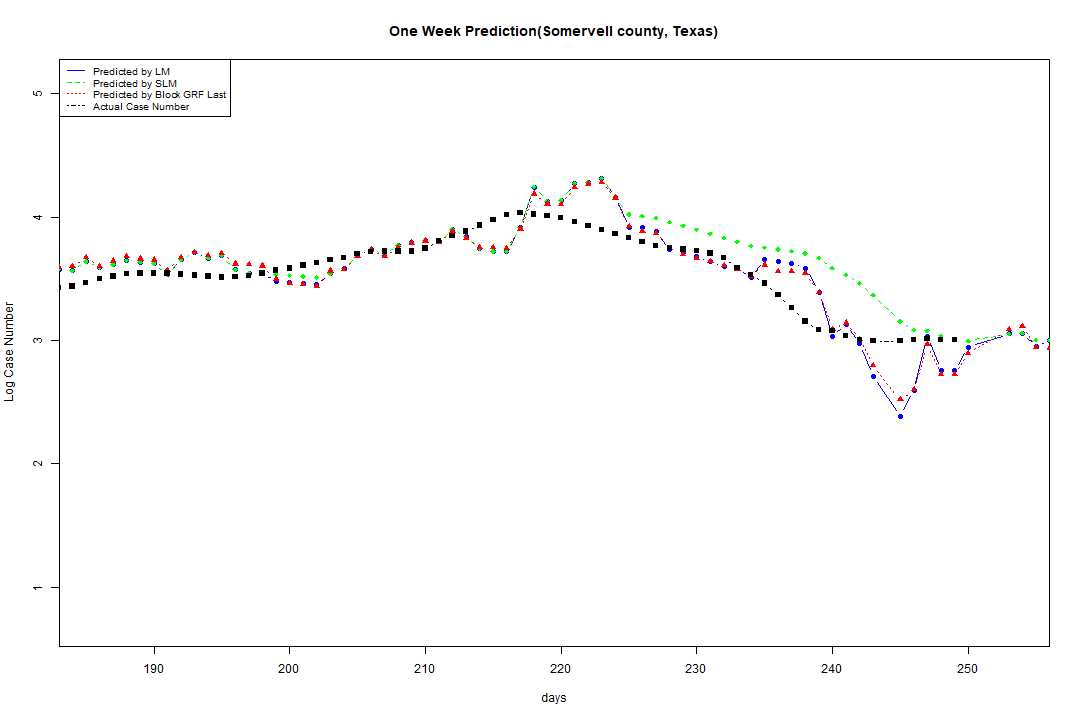 One Week Prediction(Somervell county, Texas)
Predicted by LM
Predicted by SLM
Predicted by Block GRF Last
Actual Case Number
5
4
3
2
1
Log Case Number
190 200 210 220 230 240 250
days